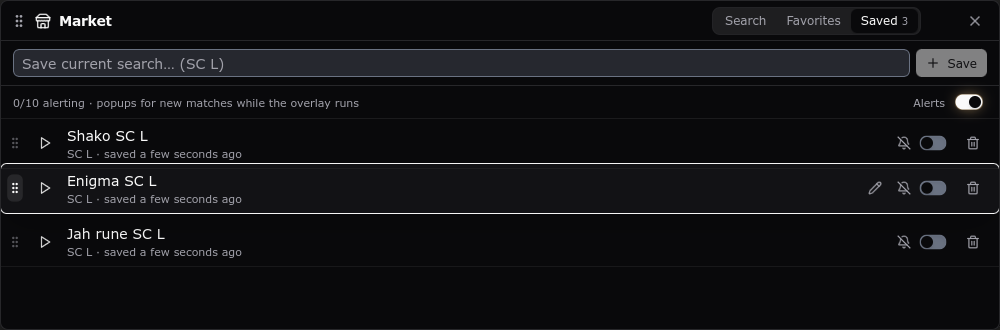 Market
Search Favorites Saved 3
Save current search... (SC L)
Save
0/10 alerting · popups for new matches while the overlay runs
Alerts
Shako SC L
SC L · saved a few seconds ago
Enigma SC L
SC L · saved a few seconds ago
Jah rune SC L
SC L · saved a few seconds ago